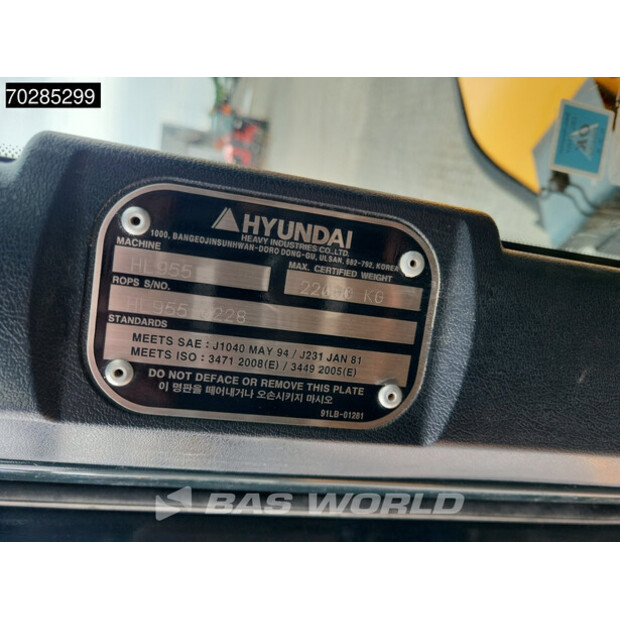 70285299
HYUNDAI
HEAVY INDUSTRIES CO., LTD.
1000, BANGEOJINSUNHWAN-DORO DONG-GU, ULSAN, 682-792, KOREA
MACHINE
MAX. CERTIFIED WEIGHT
HL955
KG
ROPS S/NO.
HL955 228
STANDARDS
MEETS SAE : J1040 MAY 94 / J231 JAN 81
MEETS ISO : 3471 2008(E) / 3449 2005(E)
DO NOT DEFACE OR REMOVE THIS PLATE
이 명판을 떼어내거나 오손시키지 마시오
91LB-01281
BAS WORLD